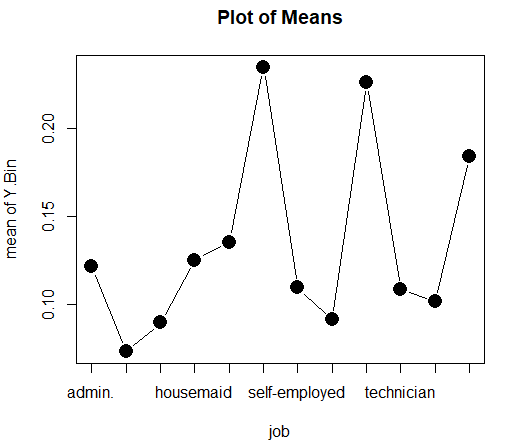 Plot of Means
mean of Y.Bin
0.20
0.15
0.10
admin. housemaid self-employed technician
job